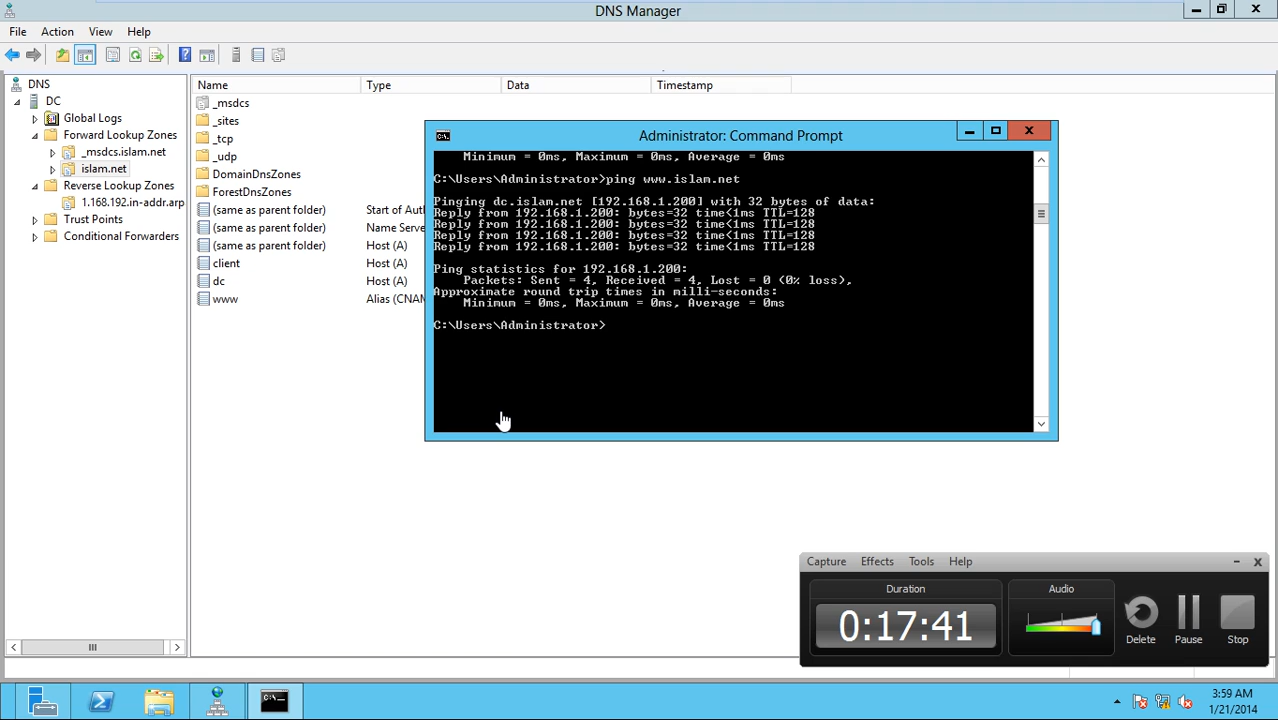 DNS Manager
File Action View Help
DNS
DC
Global Logs
Forward Lookup Zones
_msdcs.islam.net
islam.net
Reverse Lookup Zones
1.168.192.in-addr.arp
Trust Points
Conditional Forwarders
Name Type Data Timestamp
_msdcs
_sites
_tcp
_udp
DomainDnsZones
ForestDnsZones
(same as parent folder) Start of Aut
(same as parent folder) Name Serve
(same as parent folder) Host (A)
client Host (A)
dc Host (A)
www Alias (CNAM
Administrator: Command Prompt
Minimum = 0ms, Maximum = 0ms, Average = 0ms
C:\Users\Administrator>ping www.islam.net
Pinging dc.islam.net [192.168.1.200] with 32 bytes of data:
Reply from 192.168.1.200: bytes=32 time<1ms TTL=128
Reply from 192.168.1.200: bytes=32 time<1ms TTL=128
Reply from 192.168.1.200: bytes=32 time<1ms TTL=128
Reply from 192.168.1.200: bytes=32 time<1ms TTL=128
Ping statistics for 192.168.1.200:
Packets: Sent = 4, Received = 4, Lost = 0 (0% loss),
Approximate round trip times in milli-seconds:
Minimum = 0ms, Maximum = 0ms, Average = 0ms
C:\Users\Administrator>
Capture Effects Tools Help
Duration
0:17:41
Audio
Delete Pause Stop
3:59 AM
1/21/2014